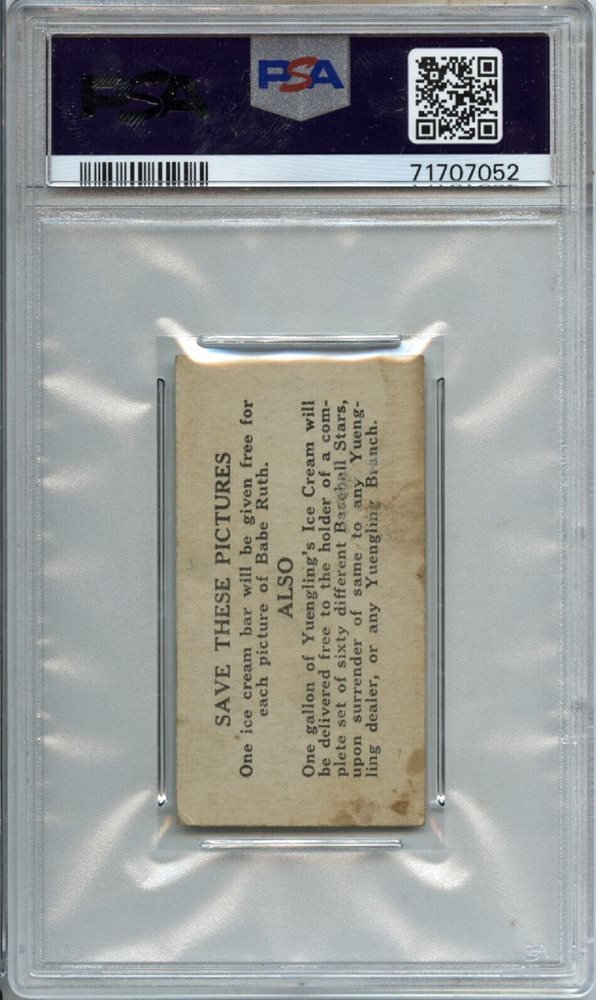 PSA
PSA
71707052
SAVE THESE PICTURES
One ice cream bar will be given free for
each picture of Babe Ruth.
ALSO
One gallon of Yuengling's Ice Cream will
be delivered free to the holder of a com-
plete set of sixty different Baseball Stars,
upon surrender of same to any Yueng-
ling dealer, or any Yuengling Branch.